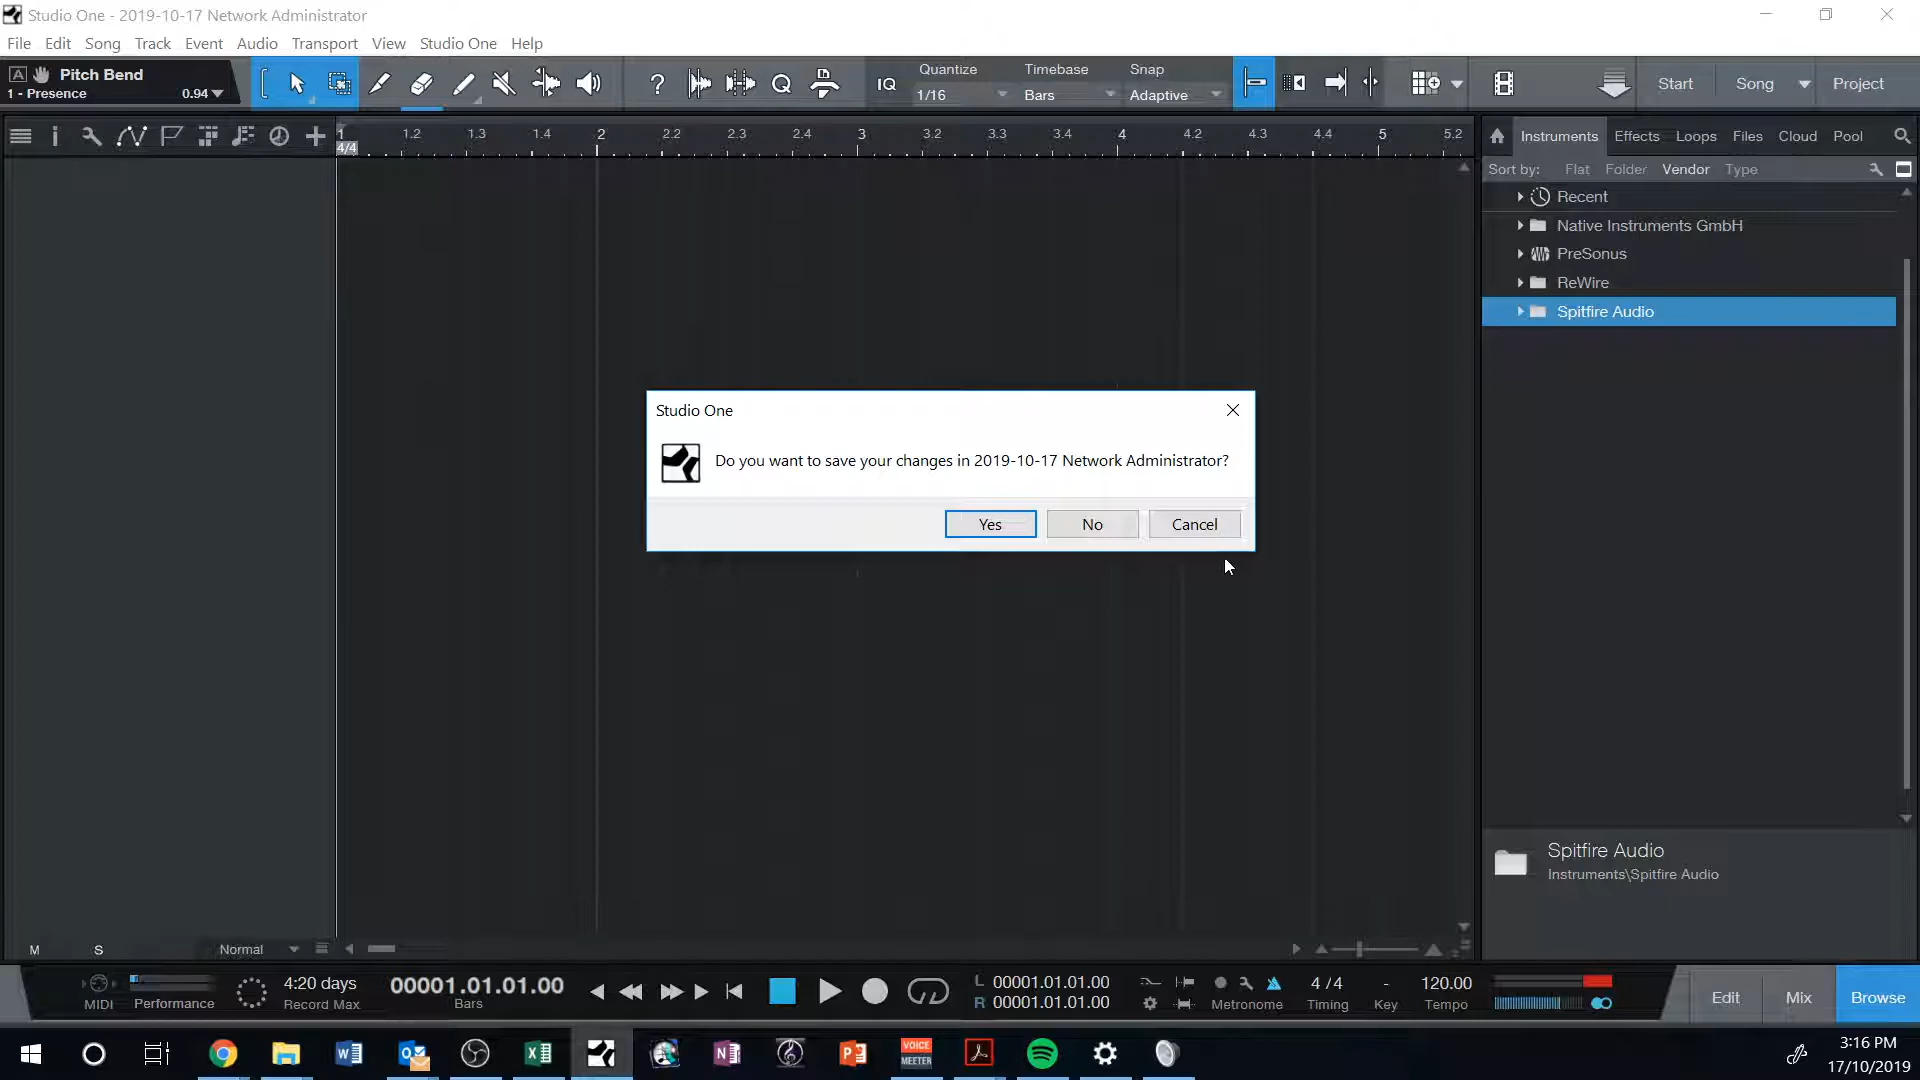 Studio One - 2019-10-17 Network Administrator
File Edit Song Track Event Audio Transport View Studio One Help
A Pitch Bend
1 - Presence 0.94
? Q IQ
Quantize Timebase Snap
1/16 Bars Adaptive
Start Song Project
1 1.2 1.3 1.4 2 2.2 2.3 2.4 3 3.2 3.3 3.4 4 4.2 4.3 4.4 5 5.2
4/4
Instruments Effects Loops Files Cloud Pool
Sort by: Flat Folder Vendor Type
Recent
Native Instruments GmbH
PreSonus
ReWire
Spitfire Audio
Studio One
Do you want to save your changes in 2019-10-17 Network Administrator?
Yes No Cancel
Spitfire Audio
Instruments\Spitfire Audio
M S Normal
MIDI
Performance
4:20 days
Record Max
00001.01.01.00
Bars
L 00001.01.01.00
R 00001.01.01.00
Metronome
4 / 4
Timing
-
Key
120.00
Tempo
Edit Mix Browse
VOICE
MEETER
3:16 PM
17/10/2019